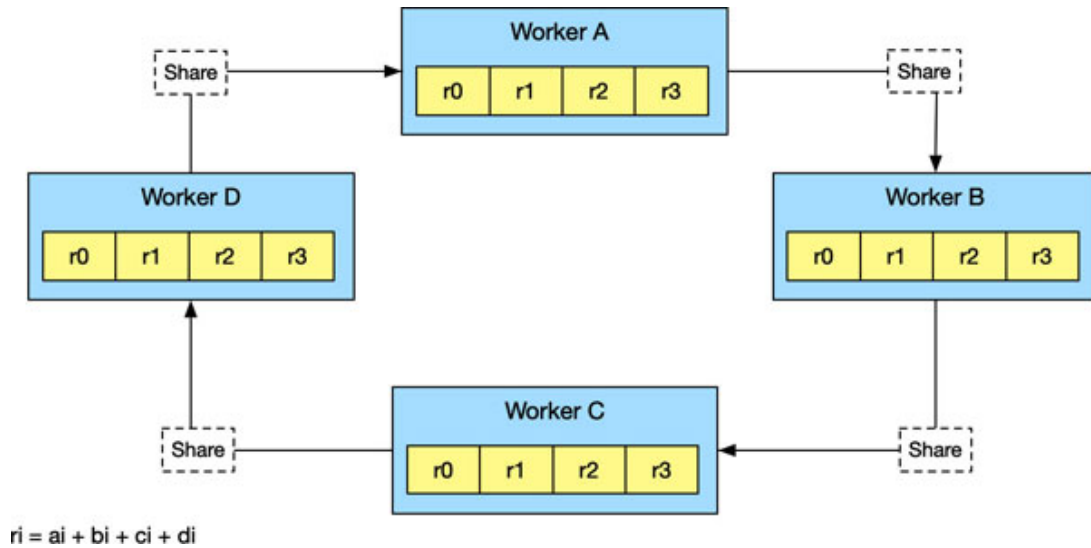 Worker A
r0 r1 r2 r3
Share
Share
Worker D
r0 r1 r2 r3
Worker B
r0 r1 r2 r3
Worker C
r0 r1 r2 r3
Share
Share
ri = ai + bi + ci + di